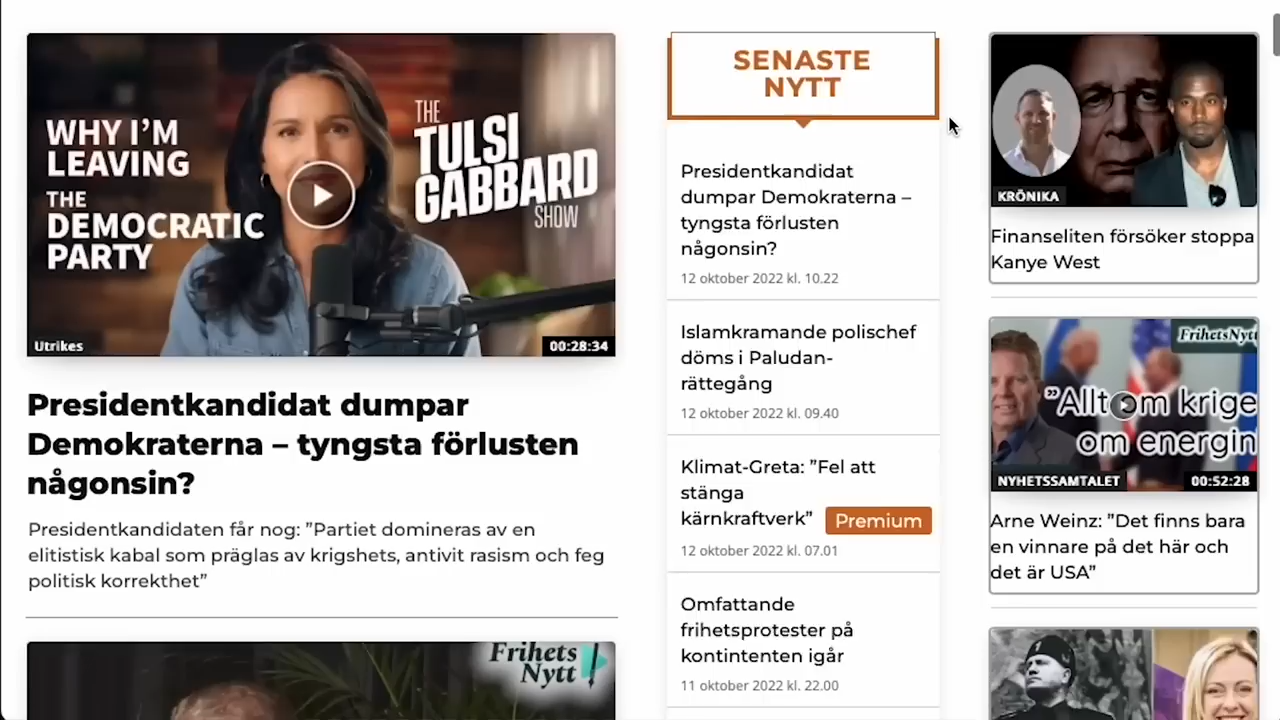 WHY I'M
LEAVING
THE
DEMOCRATIC
PARTY
THE
TULSI
GABBARD
SHOW
Utrikes
00:28:34
Presidentkandidat dumpar
Demokraterna – tyngsta förlusten
någonsin?
Presidentkandidaten får nog: ”Partiet domineras av en
elitistisk kabal som präglas av krigshets, antivit rasism och feg
politisk korrekthet”
Frihets
Nytt
SENASTE
NYTT
Presidentkandidat
dumpar Demokraterna –
tyngsta förlusten
någonsin?
12 oktober 2022 kl. 10.22
Islamkramande polischef
döms i Paludan-
rättegång
12 oktober 2022 kl. 09.40
Klimat-Greta: ”Fel att
stänga
kärnkraftverk” Premium
12 oktober 2022 kl. 07.01
Omfattande
frihetsprotester på
kontintenten igår
11 oktober 2022 kl. 22.00
KRÖNIKA
Finanseliten försöker stoppa
Kanye West
FrihetsNytt
”Allt om krige
om energin
NYHETSSAMTALET
00:52:28
Arne Weinz: ”Det finns bara
en vinnare på det här och
det är USA”